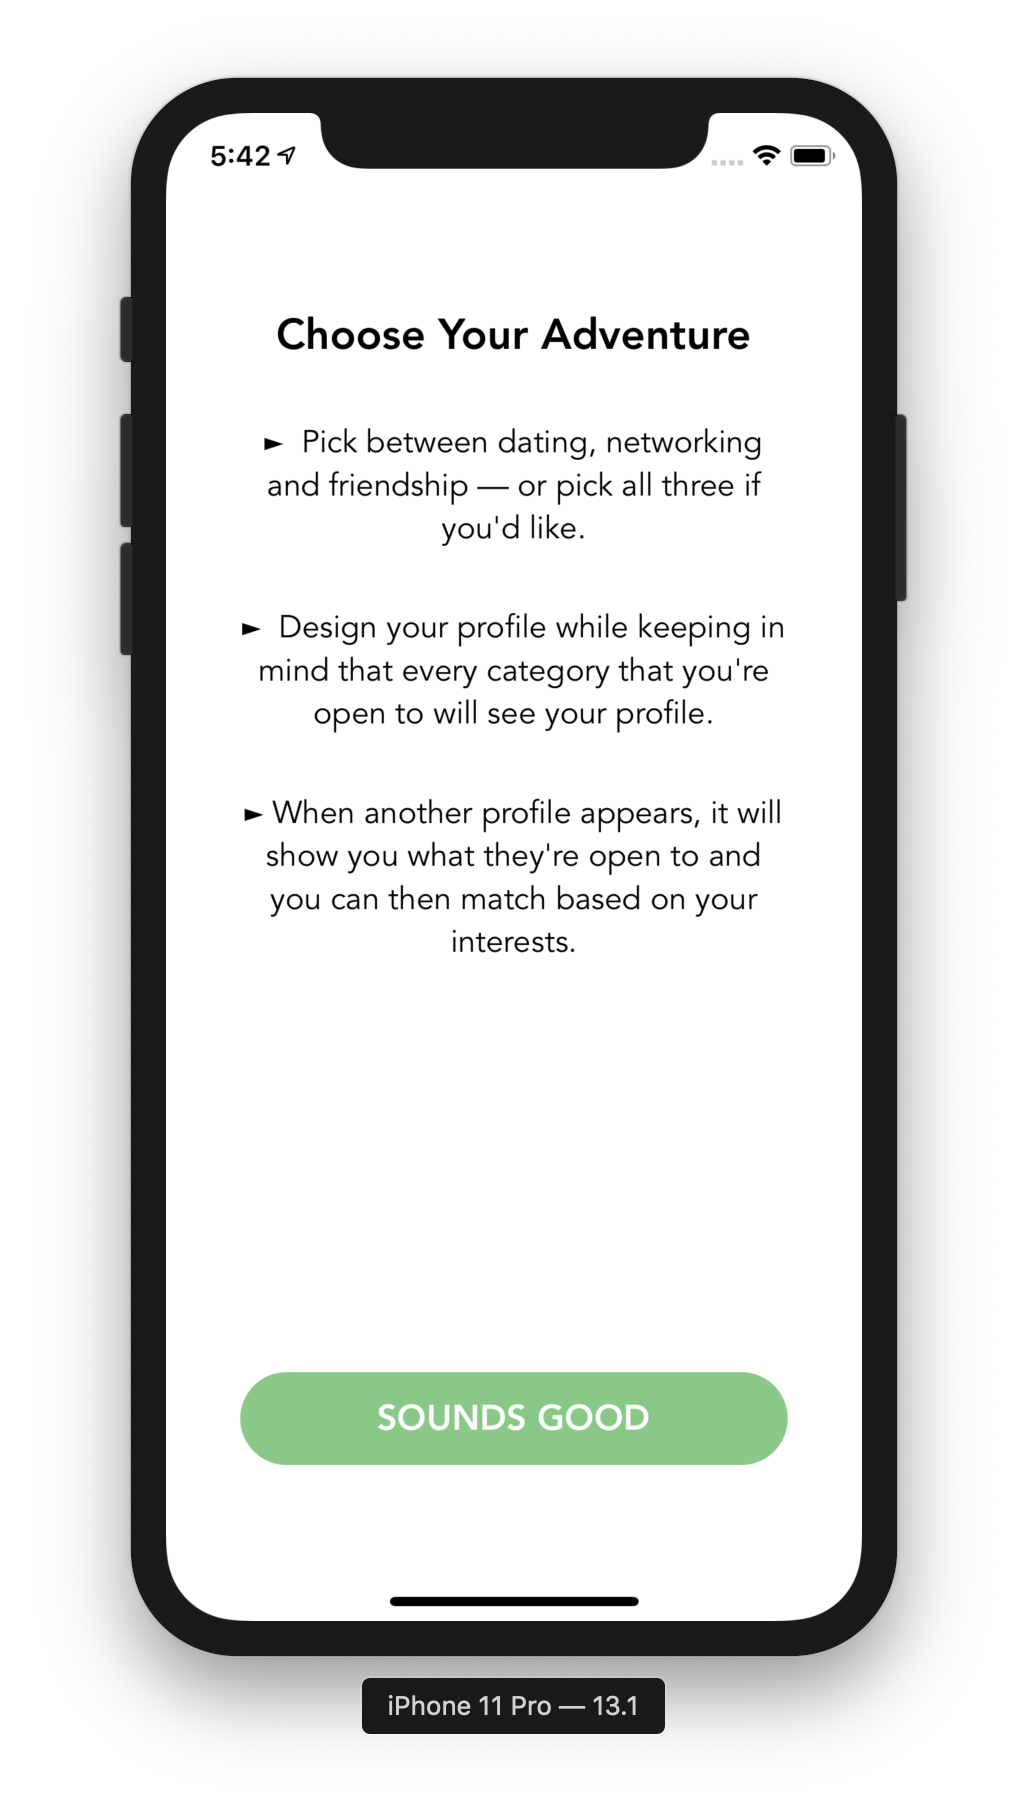 5:42
Choose Your Adventure
► Pick between dating, networking
and friendship — or pick all three if
you'd like.
► Design your profile while keeping in
mind that every category that you're
open to will see your profile.
► When another profile appears, it will
show you what they're open to and
you can then match based on your
interests.
SOUNDS GOOD
iPhone 11 Pro — 13.1